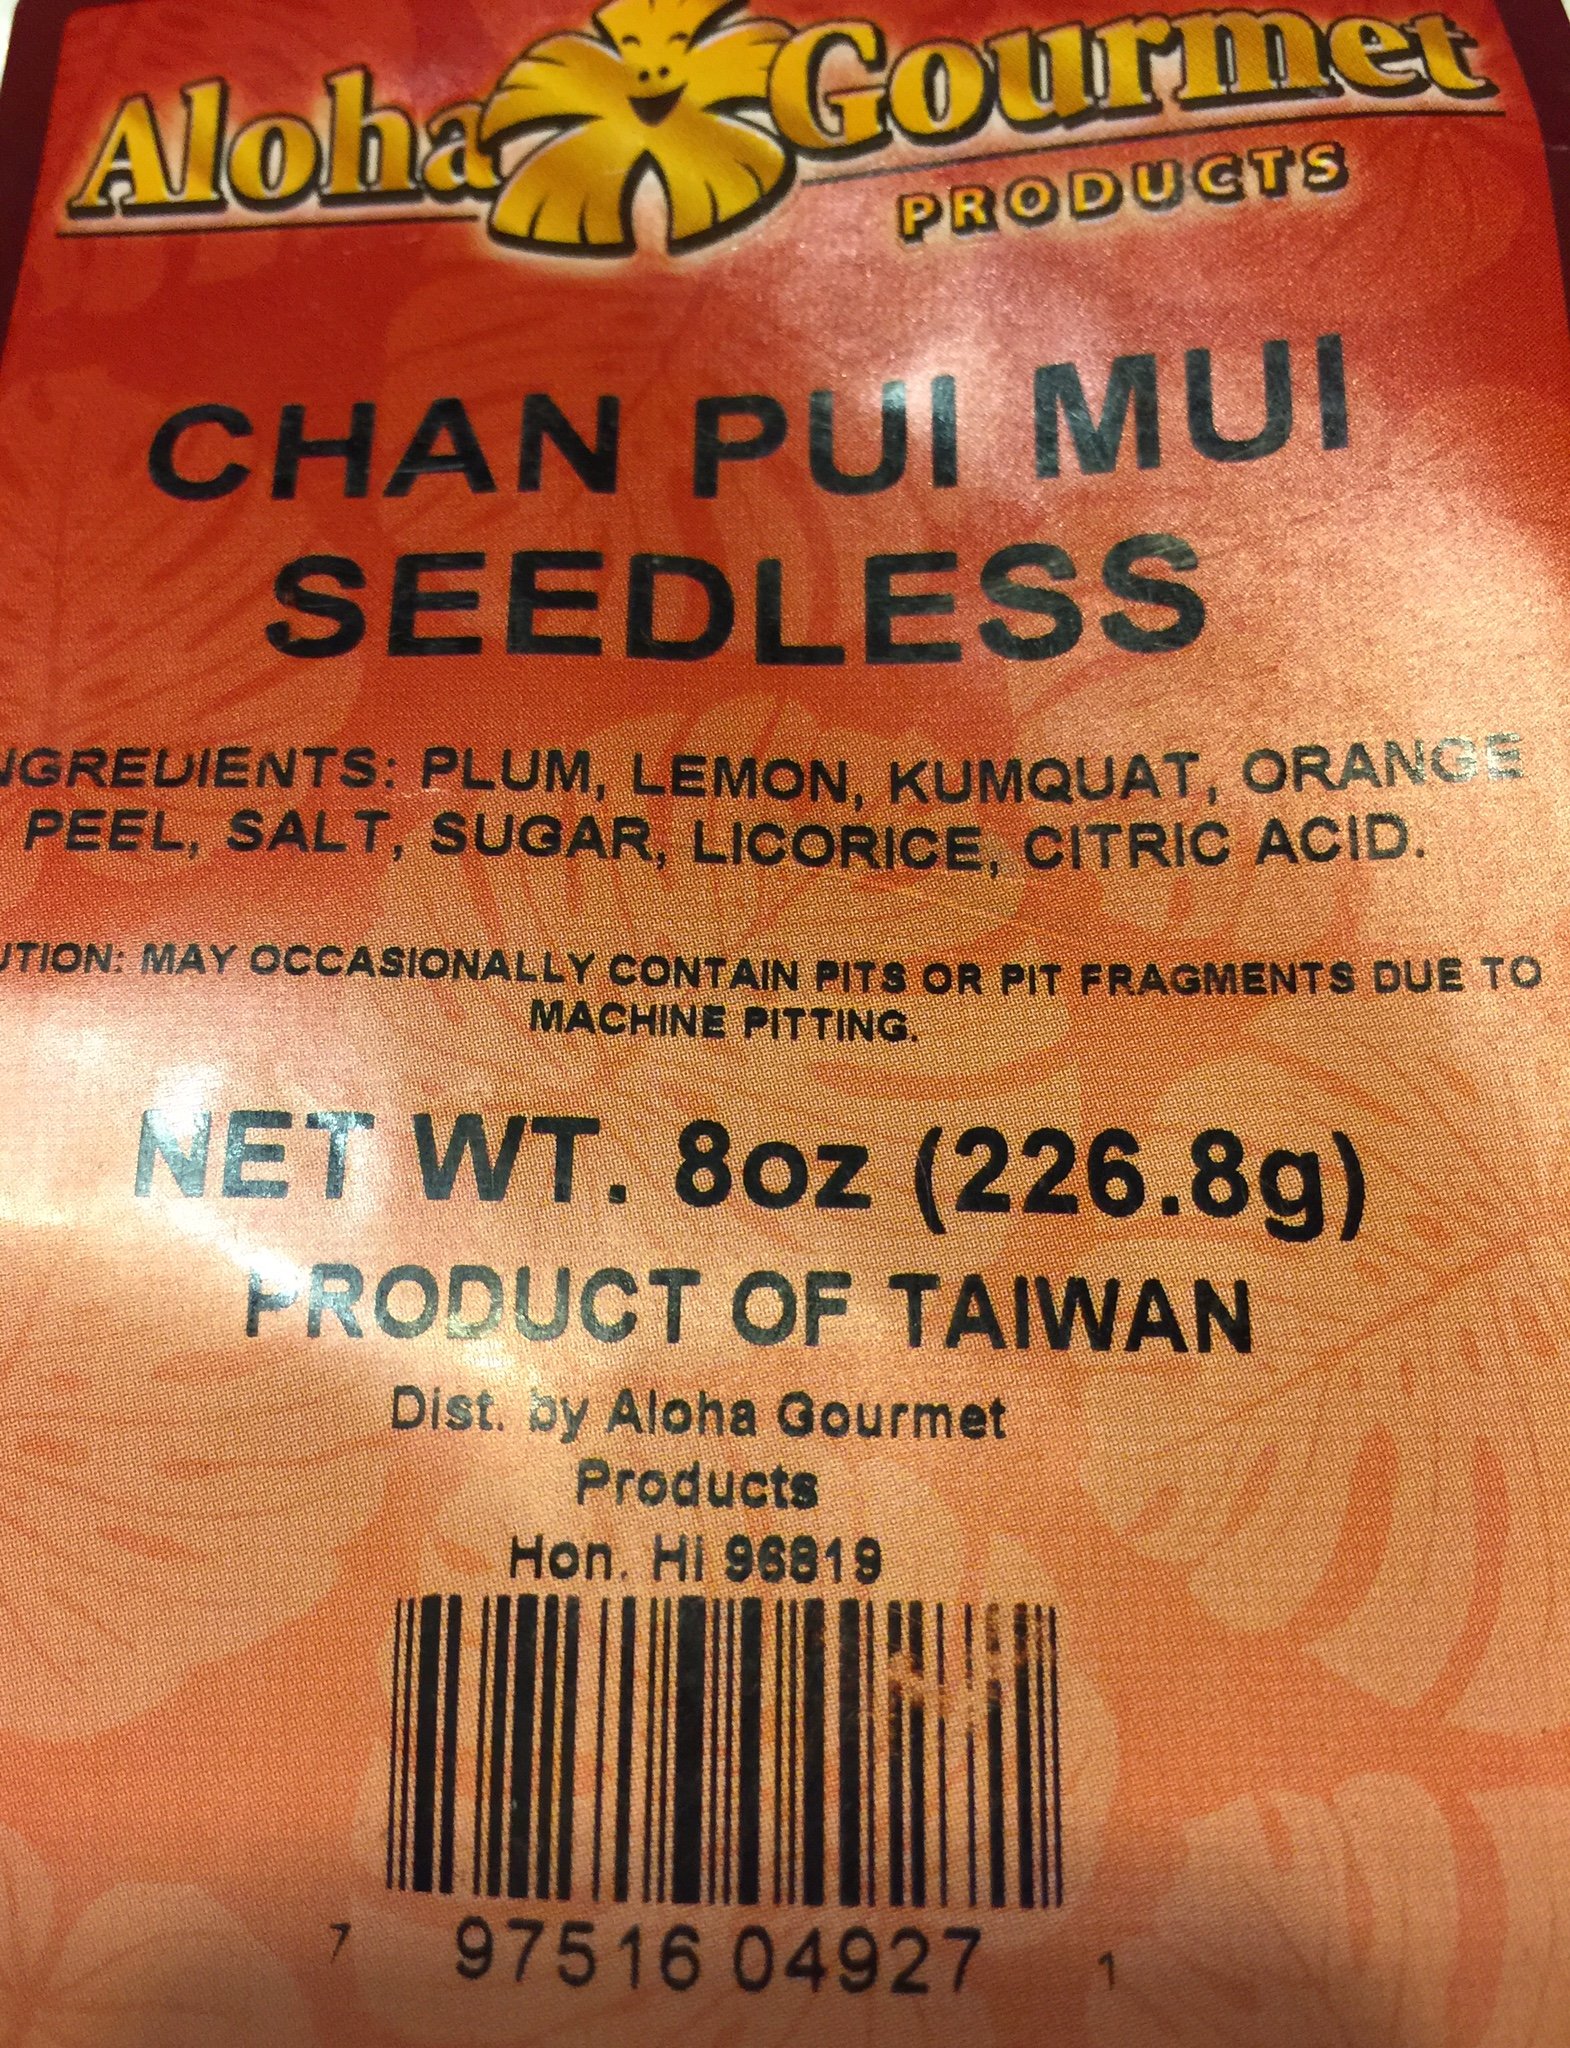 Aloha Gourmet
PRODUCTS
CHAN PUI MUI
SEEDLESS
NGREDIENTS: PLUM, LEMON, KUMQUAT, ORANGE
PEEL, SALT, SUGAR, LICORICE, CITRIC ACID.
UTION: MAY OCCASIONALLY CONTAIN PITS OR PIT FRAGMENTS DUE TO
MACHINE PITTING.
NET WT. 8oz (226.8g)
PRODUCT OF TAIWAN
Dist. by Aloha Gourmet
Products
Hon. Hi 96819
7 97516 04927 1